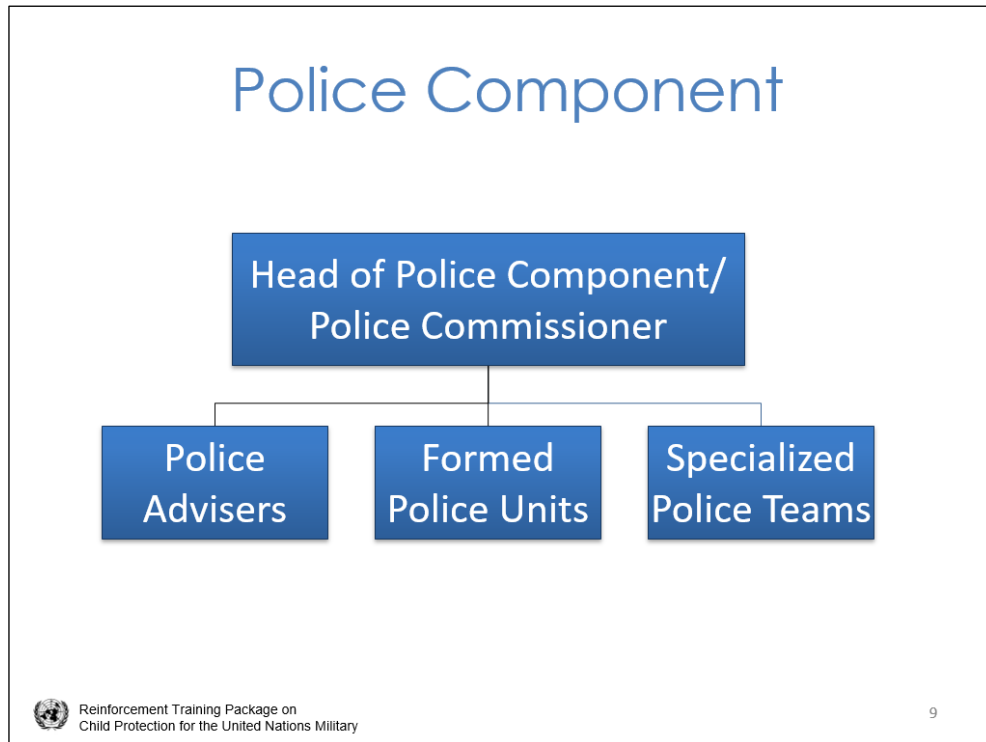 Police Component
Head of Police Component/
Police Commissioner
Police
Advisers
Formed
Police Units
Specialized
Police Teams
Reinforcement Training Package on
Child Protection for the United Nations Military
9